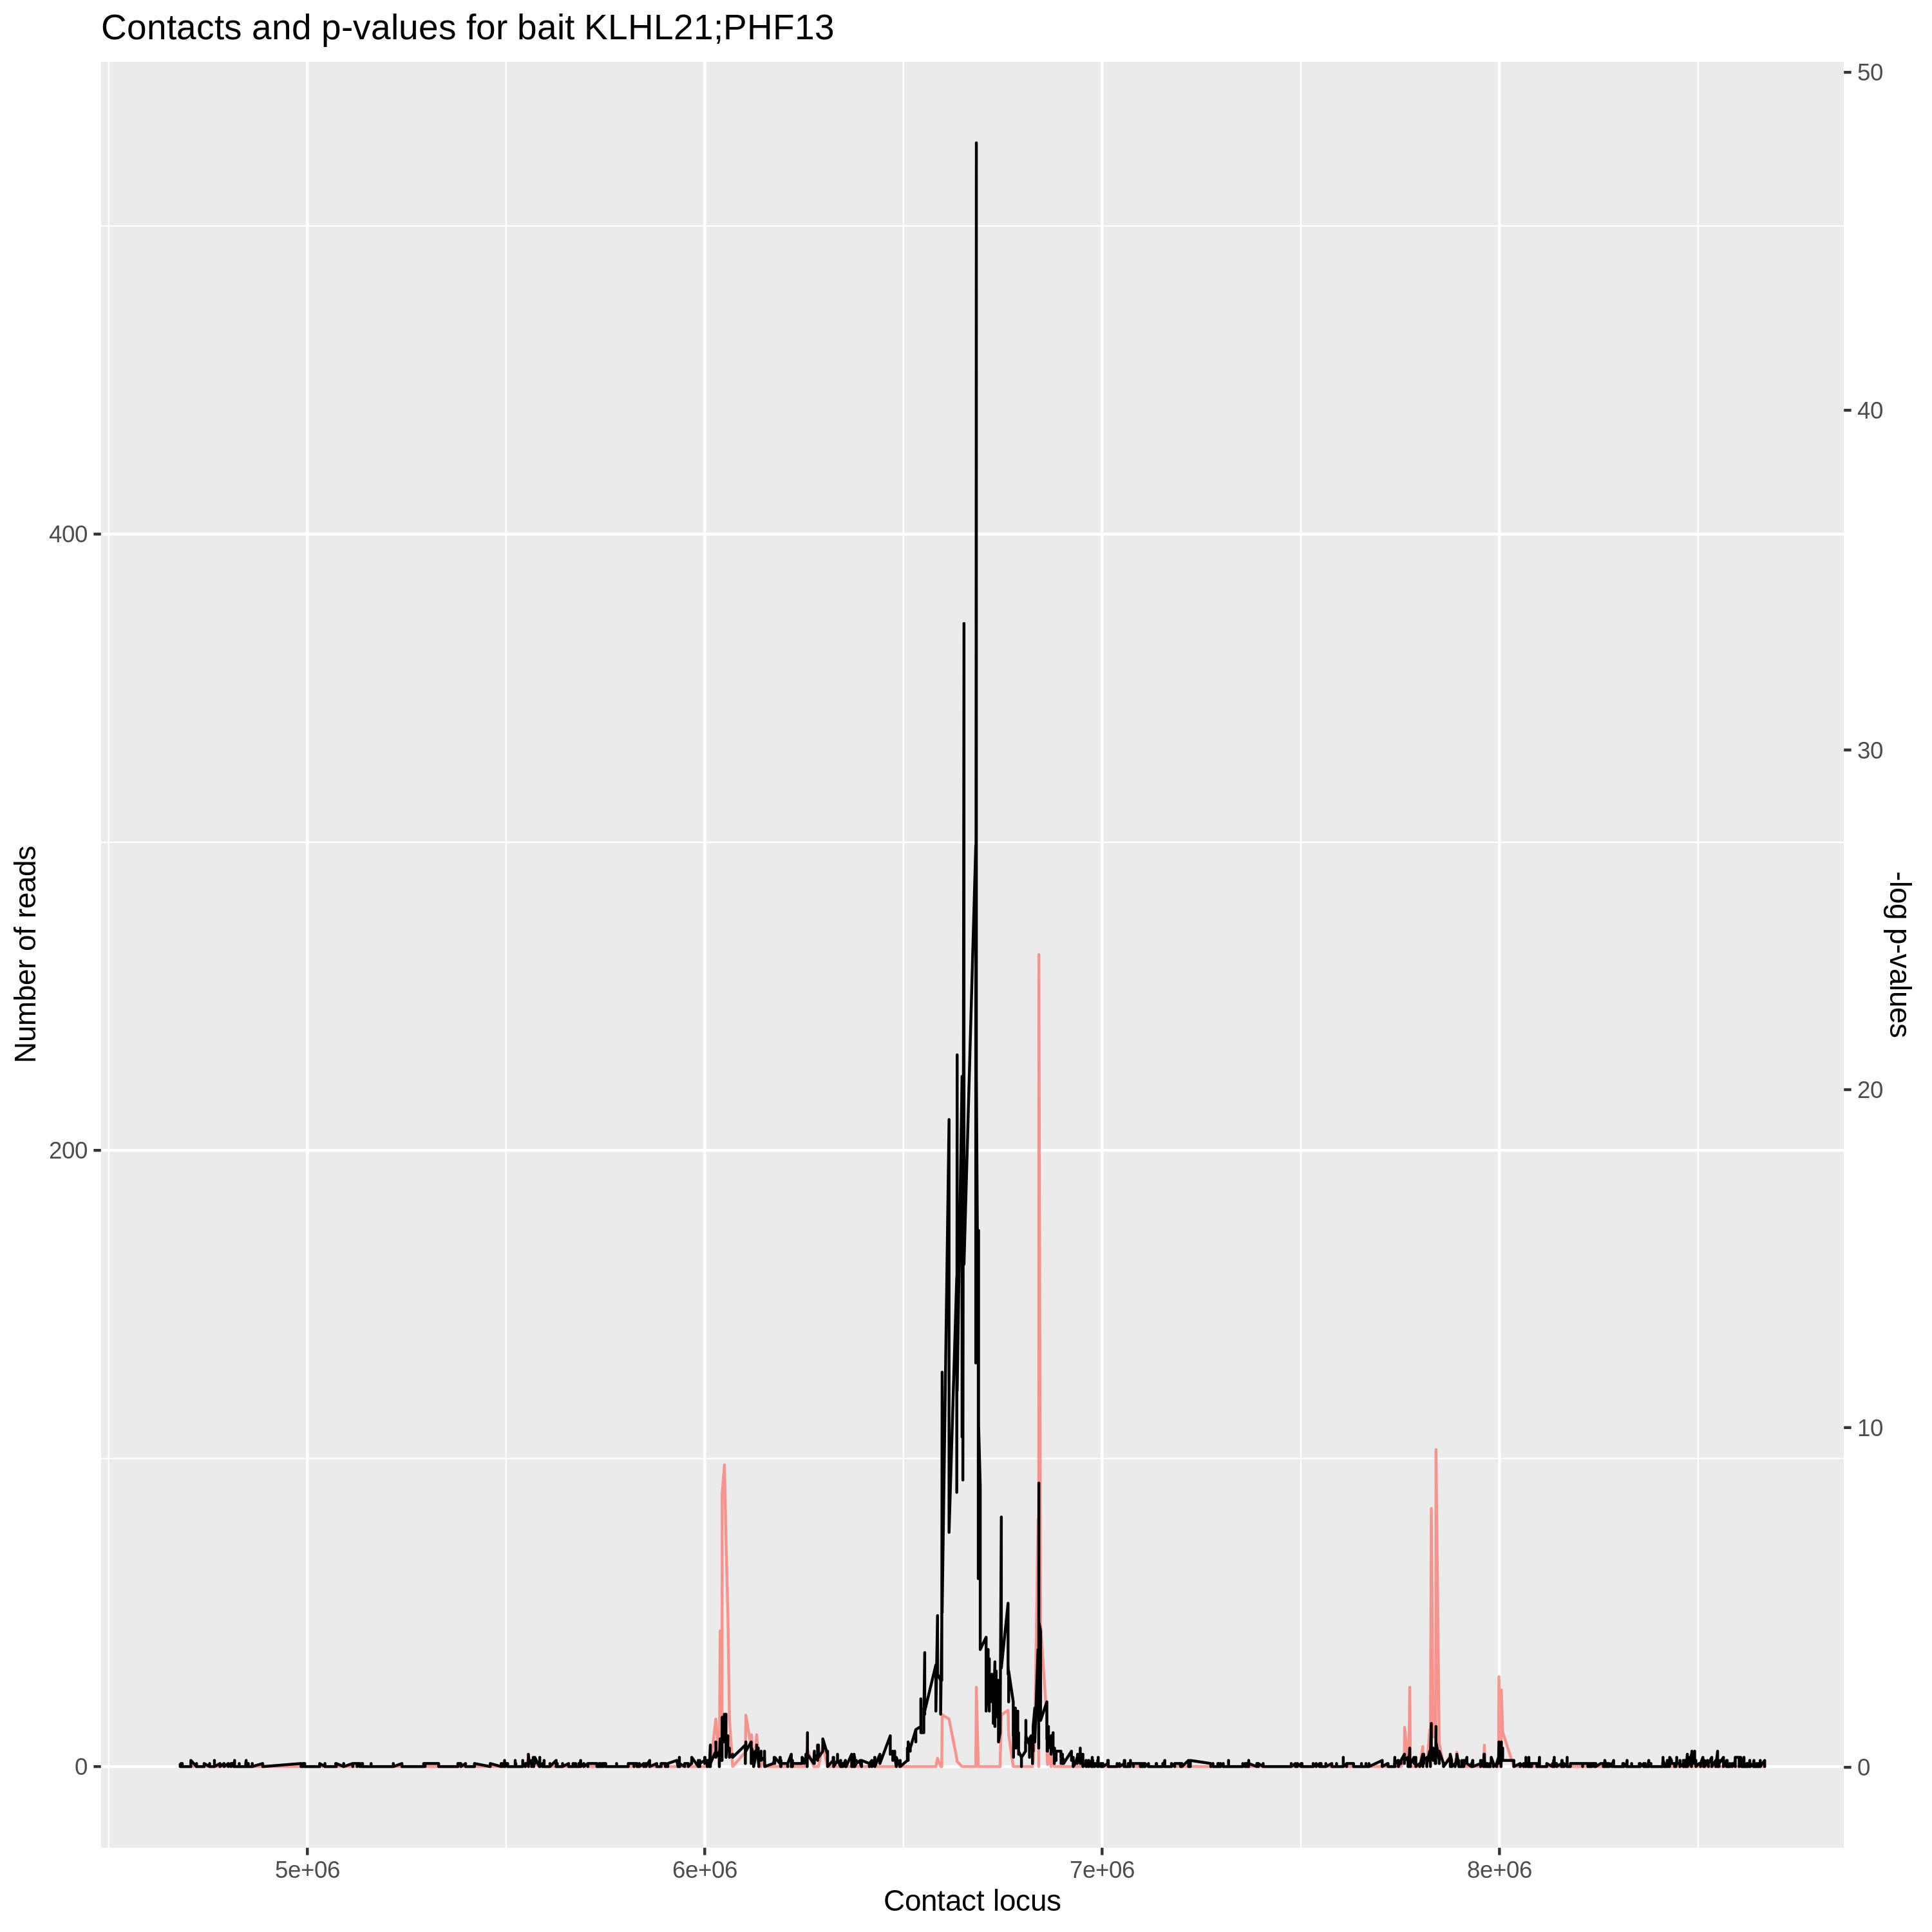 Contacts and p-values for bait KLHL21;PHF13
50
40
400
30
Number of reads
-log p-values
20
200
10
0
0
5e+06
6e+06
7e+06
8e+06
Contact locus